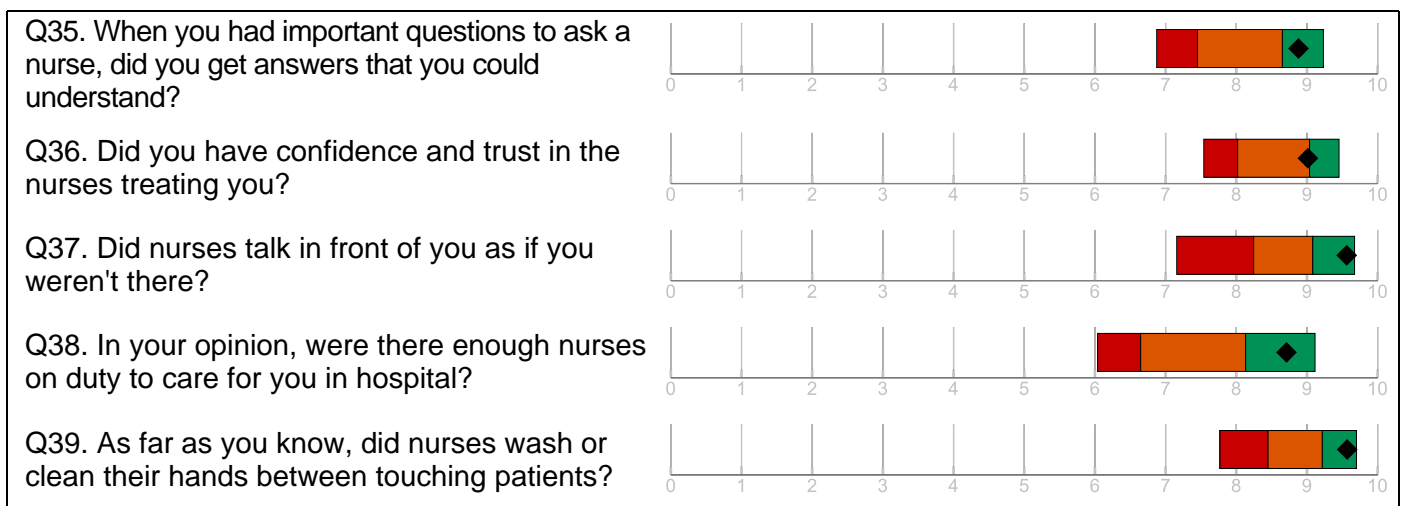 Q35. When you had important questions to ask a
nurse, did you get answers that you could
understand?
0 1 2 3 4 5 6 7 8 9 10
Q36. Did you have confidence and trust in the
nurses treating you?
0 1 2 3 4 5 6 7 8 9 10
Q37. Did nurses talk in front of you as if you
weren't there?
0 1 2 3 4 5 6 7 8 9 10
Q38. In your opinion, were there enough nurses
on duty to care for you in hospital?
0 1 2 3 4 5 6 7 8 9 10
Q39. As far as you know, did nurses wash or
clean their hands between touching patients?
0 1 2 3 4 5 6 7 8 9 10